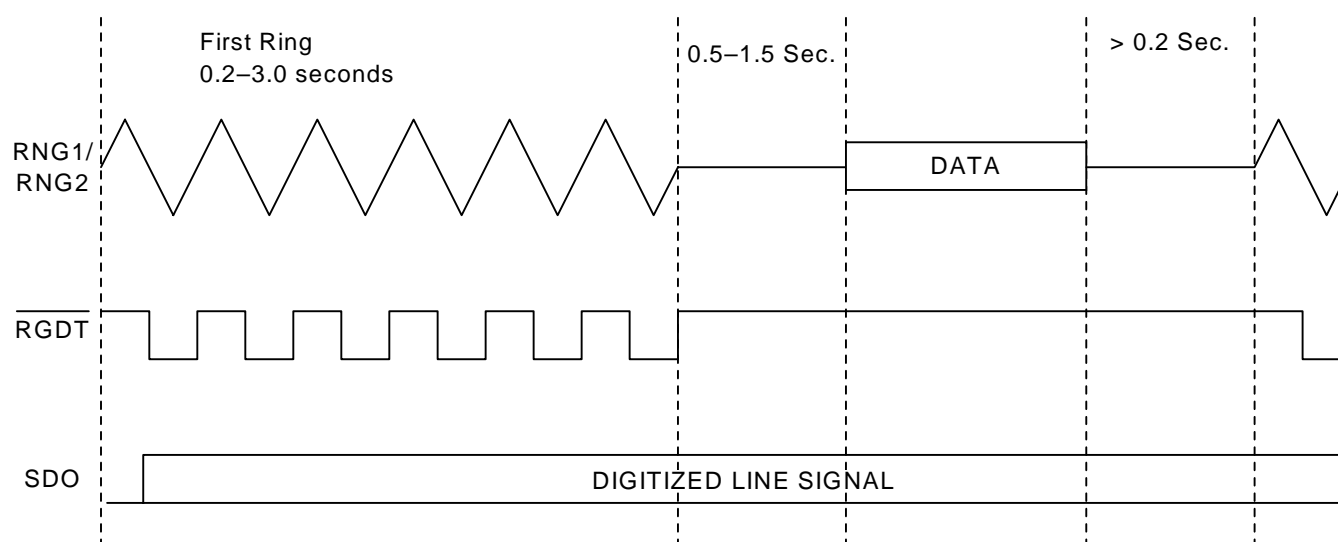 First Ring
0.2–3.0 seconds
0.5–1.5 Sec.
> 0.2 Sec.
RNG1/
RNG2
DATA
RGDT
SDO
DIGITIZED LINE SIGNAL